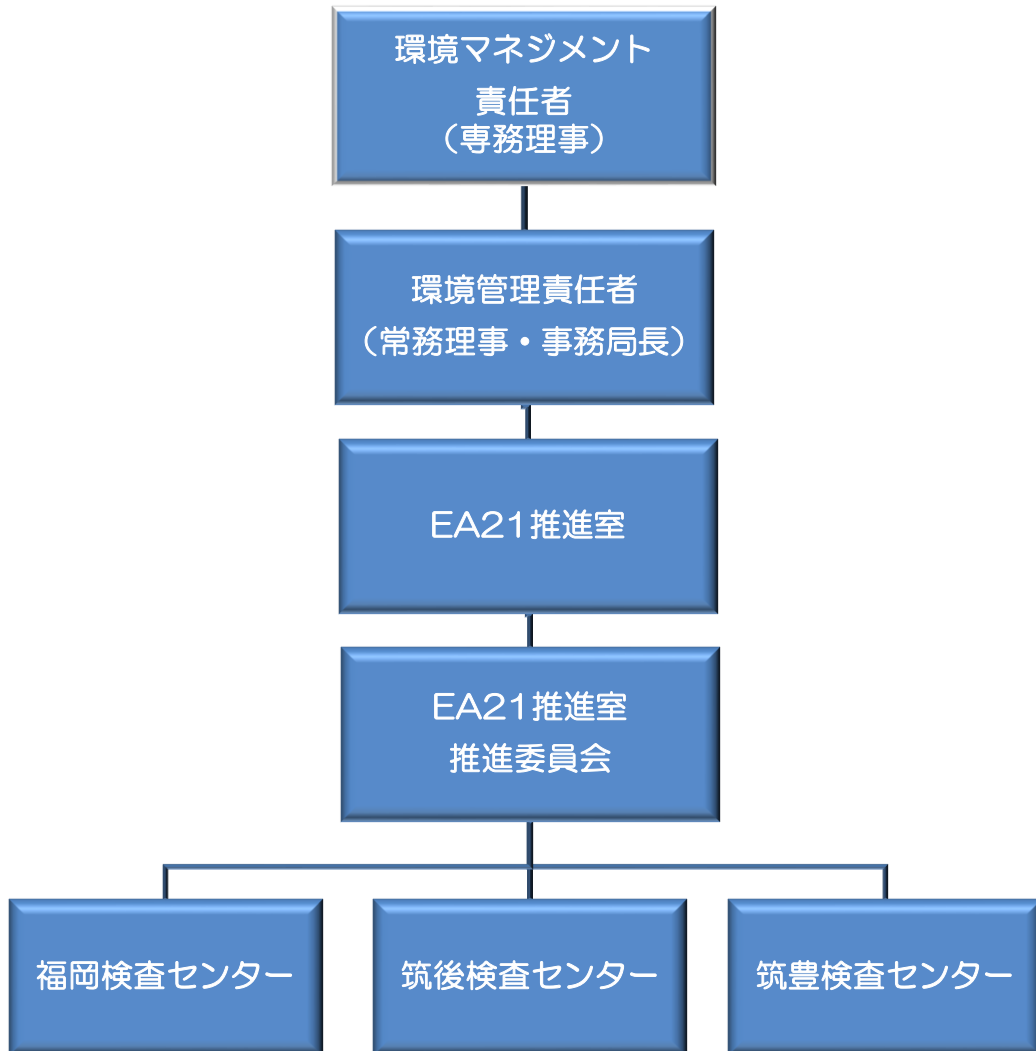 環境マネジメント
責任者
（専務理事）
環境管理責任者
（常務理事・事務局長）
EA21推進室
EA21推進室
推進委員会
福岡検査センター
筑後検査センター
筑豊検査センター